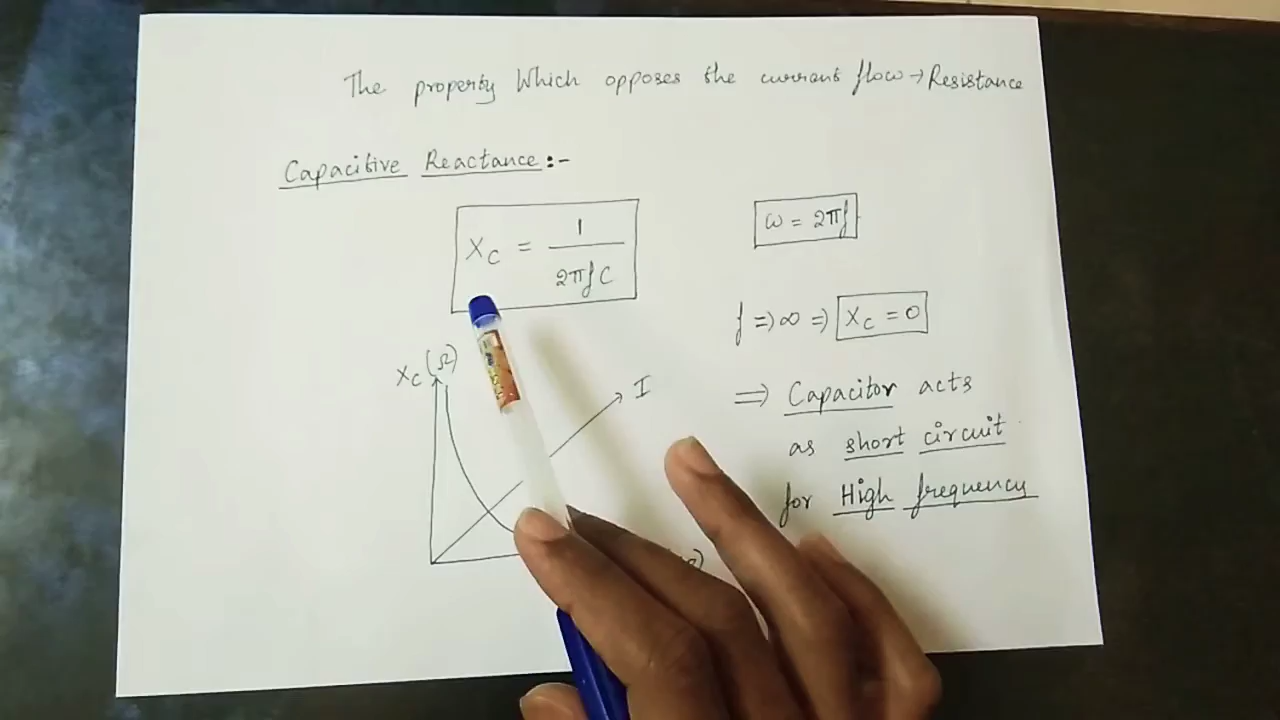 The property Which opposes the current flow → Resistance
Capacitive Reactance :-
X_C = 1 / 2πfC
ω = 2πf
f => ∞ => X_C = 0
=> Capacitor acts
as short circuit
for High frequency
X_C (Ω)
I